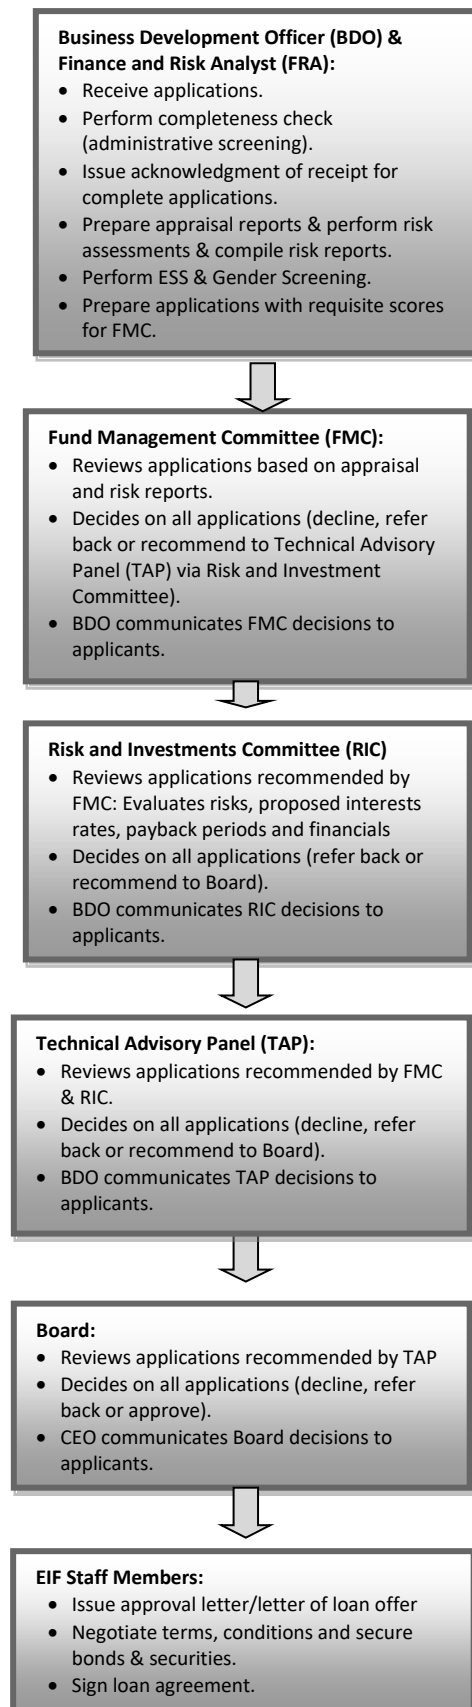 Business Development Officer (BDO) &
Finance and Risk Analyst (FRA):
• Receive applications.
• Perform completeness check
(administrative screening).
• Issue acknowledgment of receipt for
complete applications.
• Prepare appraisal reports & perform risk
assessments & compile risk reports.
• Perform ESS & Gender Screening.
• Prepare applications with requisite scores
for FMC.
Fund Management Committee (FMC):
• Reviews applications based on appraisal
and risk reports.
• Decides on all applications (decline, refer
back or recommend to Technical Advisory
Panel (TAP) via Risk and Investment
Committee).
• BDO communicates FMC decisions to
applicants.
Risk and Investments Committee (RIC)
• Reviews applications recommended by
FMC: Evaluates risks, proposed interests
rates, payback periods and financials
• Decides on all applications (refer back or
recommend to Board).
• BDO communicates RIC decisions to
applicants.
Technical Advisory Panel (TAP):
• Reviews applications recommended by FMC
& RIC.
• Decides on all applications (decline, refer
back or recommend to Board).
• BDO communicates TAP decisions to
applicants.
Board:
• Reviews applications recommended by TAP
• Decides on all applications (decline, refer
back or approve).
• CEO communicates Board decisions to
applicants.
EIF Staff Members:
• Issue approval letter/letter of loan offer
• Negotiate terms, conditions and secure
bonds & securities.
• Sign loan agreement.